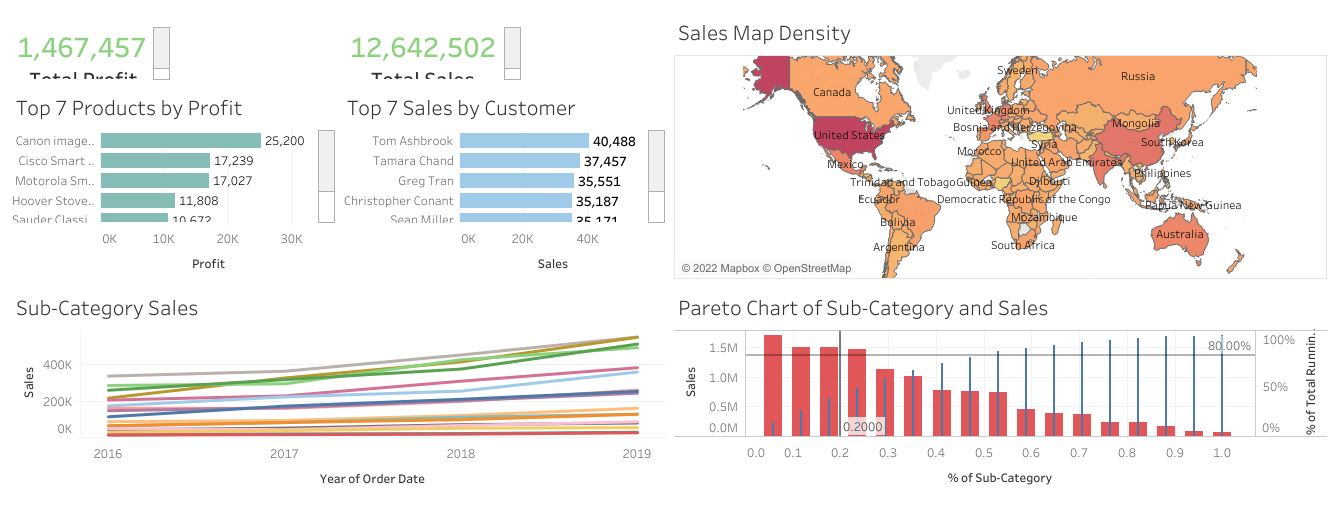 1,467,457
Total Profit
12,642,502
Total Sales
Top 7 Products by Profit
Canon image..
25,200
Cisco Smart ..
17,239
Motorola Sm..
17,027
Hoover Stove..
11,808
Sauder Classi..
10,672
0K 10K 20K 30K
Profit
Top 7 Sales by Customer
Tom Ashbrook
40,488
Tamara Chand
37,457
Greg Tran
35,551
Christopher Conant
35,187
Sean Miller
35,171
0K 20K 40K
Sales
Sales Map Density
Sweden
Russia
Canada
United Kingdom
Mongolia
Bosnia and Herzegovina
United States
South Korea
Syria
Morocco
Mexico
United Arab Emirates
Philippines
Trinidad and Tobago
Guinea
Djibouti
Ecuador
Democratic Republic of the Congo
Papua New Guinea
Bolivia
Mozambique
Australia
Argentina
South Africa
© 2022 Mapbox © OpenStreetMap
Sub-Category Sales
Sales
400K
200K
0K
2016 2017 2018 2019
Year of Order Date
Pareto Chart of Sub-Category and Sales
Sales
1.5M
1.0M
0.5M
0.0M
80.00%
0.2000
100%
50%
0%
% of Total Runnin..
0.0 0.1 0.2 0.3 0.4 0.5 0.6 0.7 0.8 0.9 1.0
% of Sub-Category